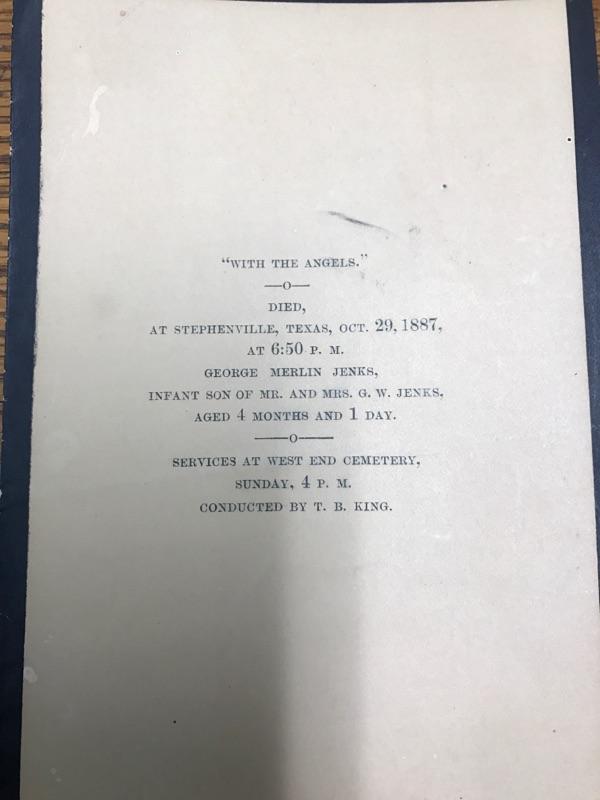 "WITH THE ANGELS."
—O—
DIED,
AT STEPHENVILLE, TEXAS, OCT. 29, 1887,
AT 6:50 P. M.
GEORGE MERLIN JENKS,
INFANT SON OF MR. AND MRS. G. W. JENKS,
AGED 4 MONTHS AND 1 DAY.
——O——
SERVICES AT WEST END CEMETERY,
SUNDAY, 4 P. M.
CONDUCTED BY T. B. KING.